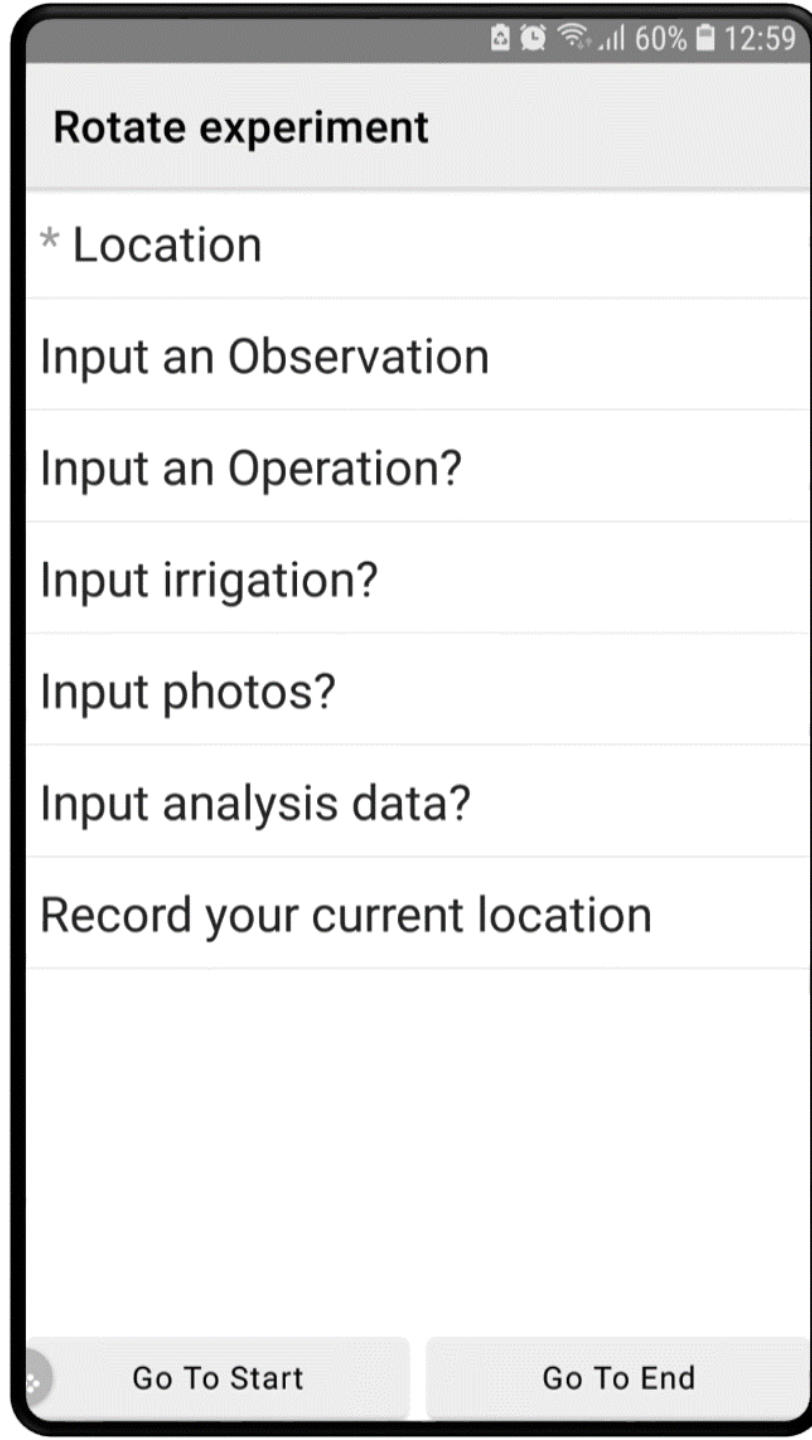 60% 12:59
Rotate experiment
* Location
Input an Observation
Input an Operation?
Input irrigation?
Input photos?
Input analysis data?
Record your current location
Go To Start
Go To End